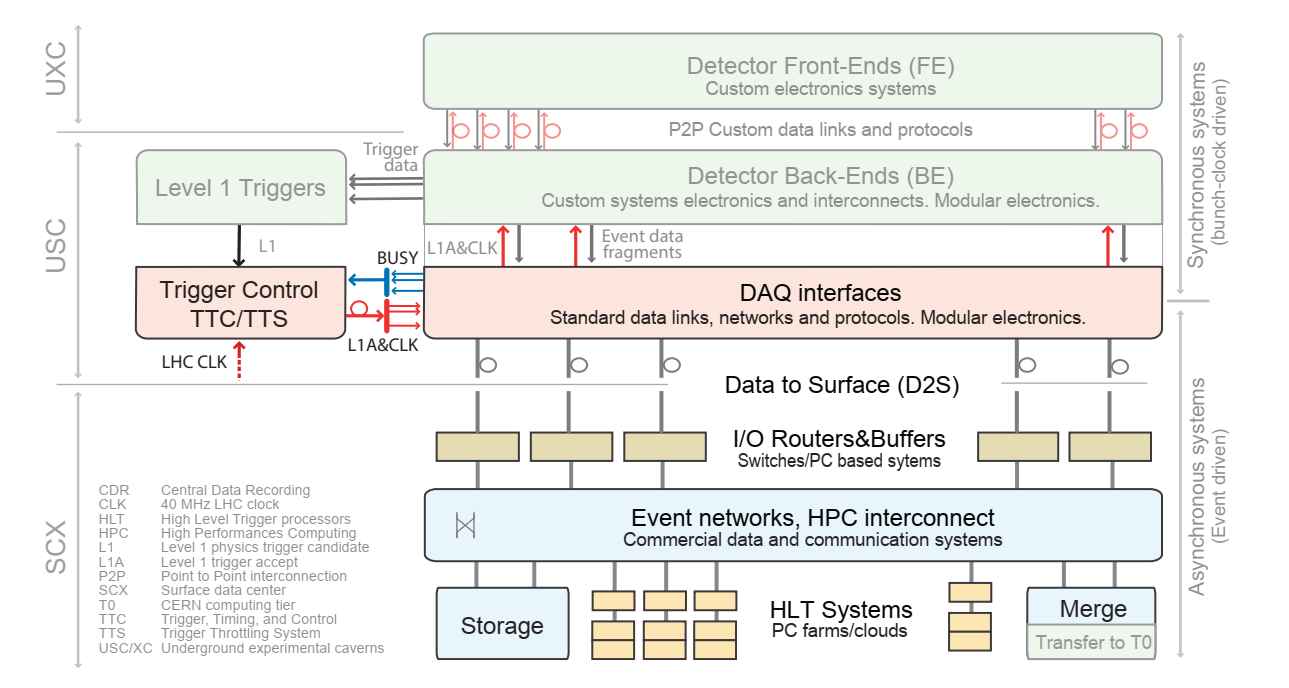 UXC
Detector Front-Ends (FE)
Custom electronics systems
P2P Custom data links and protocols
Synchronous systems
(bunch-clock driven)
USC
Level 1 Triggers
Trigger
data
Detector Back-Ends (BE)
Custom systems electronics and interconnects. Modular electronics.
L1
L1A&CLK
Event data
fragments
BUSY
Trigger Control
TTC/TTS
DAQ interfaces
Standard data links, networks and protocols. Modular electronics.
L1A&CLK
LHC CLK
Data to Surface (D2S)
Asynchronous systems
(Event driven)
SCX
I/O Routers&Buffers
Switches/PC based sytems
Event networks, HPC interconnect
Commercial data and communication systems
Storage
HLT Systems
PC farms/clouds
Merge
Transfer to T0
CDR Central Data Recording
CLK 40 MHz LHC clock
HLT High Level Trigger processors
HPC High Performances Computing
L1 Level 1 physics trigger candidate
L1A Level 1 trigger accept
P2P Point to Point interconnection
SCX Surface data center
T0 CERN computing tier
TTC Trigger, Timing, and Control
TTS Trigger Throttling System
USC/XC Underground experimental caverns